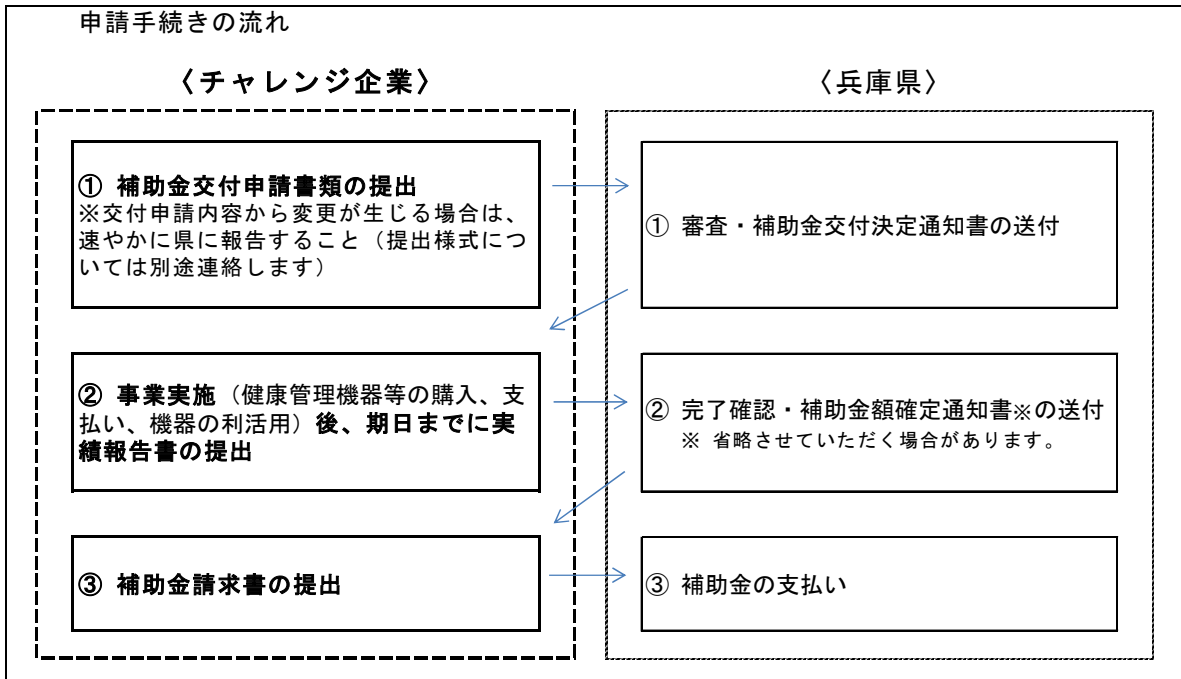 申請手続きの流れ
〈チャレンジ企業〉
〈兵庫県〉
① 補助金交付申請書類の提出
※交付申請内容から変更が生じる場合は、
速やかに県に報告すること（提出様式につ
いては別途連絡します）
① 審査・補助金交付決定通知書の送付
② 事業実施（健康管理機器等の購入、支
払い、機器の利活用）後、期日までに実
績報告書の提出
② 完了確認・補助金額確定通知書※の送付
※ 省略させていただく場合があります。
③ 補助金請求書の提出
③ 補助金の支払い